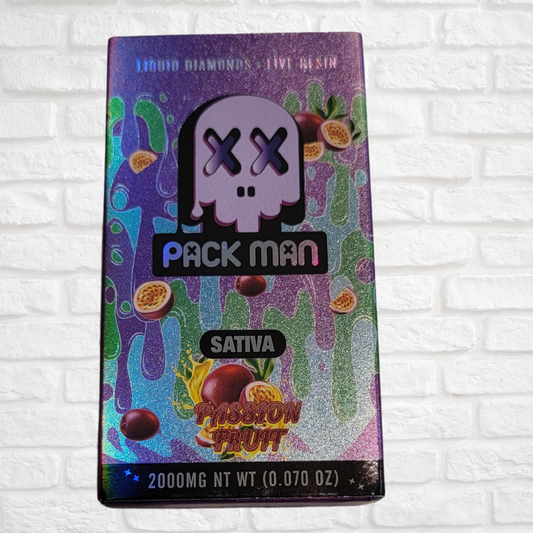 LIQUID DIAMONDS + LIVE RESIN
PACK MAN
SATIVA
PASSION
FRUIT
2000MG NT WT (0.070 OZ)